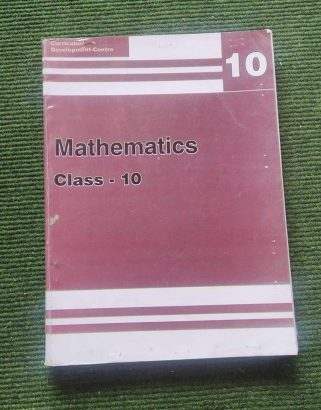 Curriculum
Development Centre
10
Mathematics
Class - 10